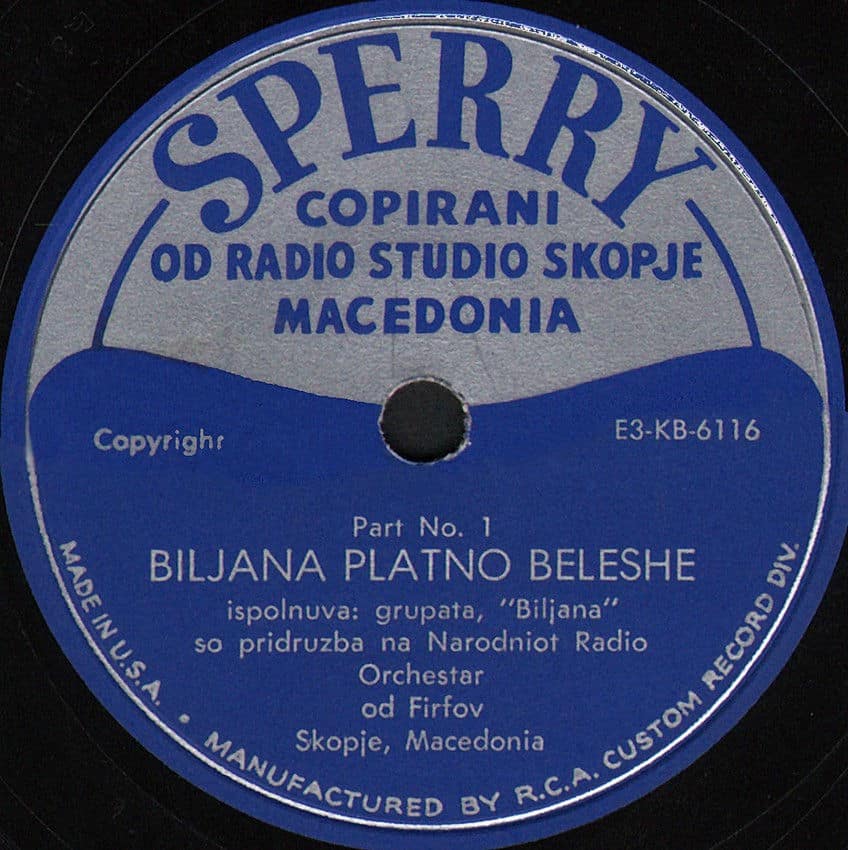 SPERRY
COPIRANI
OD RADIO STUDIO SKOPJE
MACEDONIA
Copyright
E3-KB-6116
Part No. 1
BILJANA PLATNO BELESHE
ispolnuva: grupata, "Biljana"
so pridruzba na Narodniot Radio
Orchestar
od Firfov
Skopje, Macedonia
MADE IN U.S.A. • MANUFACTURED BY R.C.A. CUSTOM RECORD DIV.